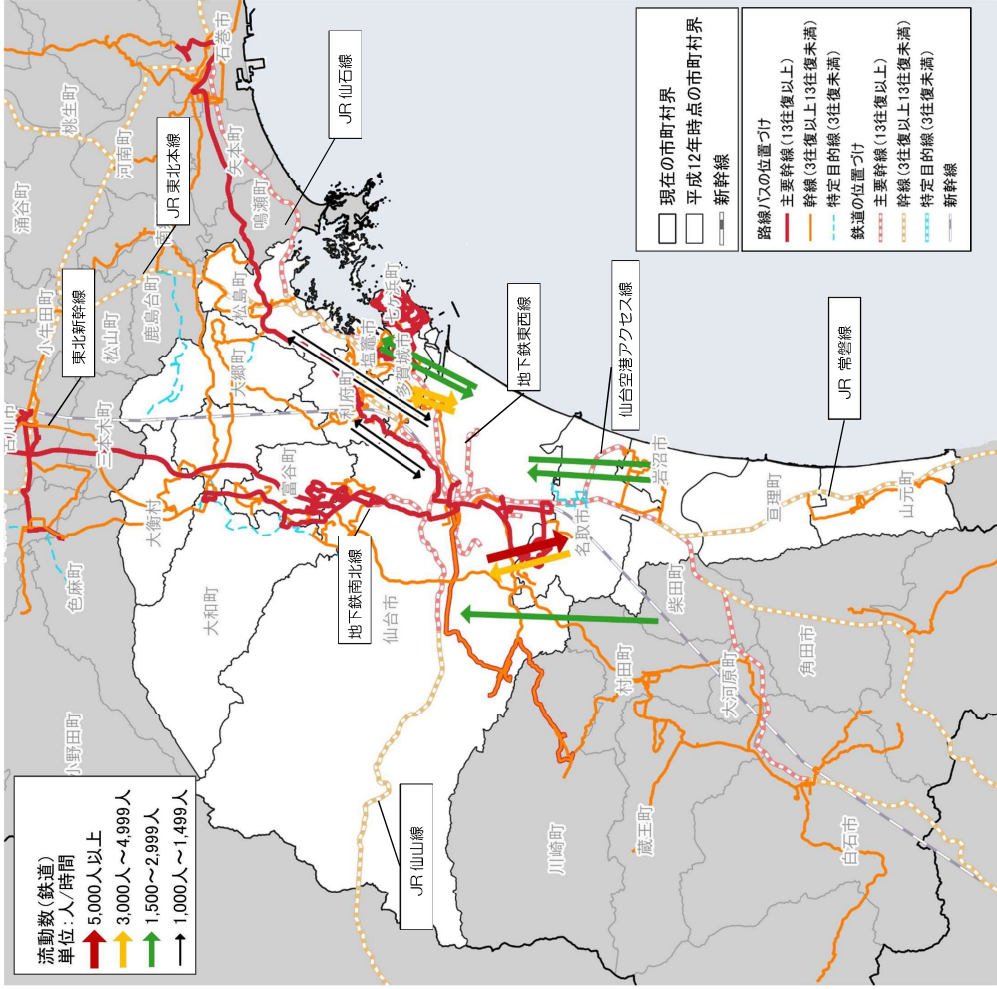 流動数(鉄道)
単位:人/時間
5,000人以上
3,000人～4,999人
1,500～2,999人
1,000人～1,499人
現在の市町村界
平成12年時点の市町村界
新幹線
路線バスの位置づけ
主要幹線(13往復以上)
幹線(3往復以上13往復未満)
特定目的線(3往復未満)
鉄道の位置づけ
主要幹線(13往復以上)
幹線(3往復以上13往復未満)
特定目的線(3往復未満)
新幹線
JR仙石線
JR東北本線
東北新幹線
地下鉄東西線
仙台空港アクセス線
JR 常磐線
地下鉄南北線
JR仙山線
石巻市
桃生町
河南町
矢本町
鳴瀬町
涌谷町
小牛田町
鹿島台町
松山町
三本木町
古川市
松島町
大郷町
塩竈市
七ヶ浜町
多賀城市
利府町
富谷町
大衡村
色麻町
大和町
小野田町
仙台市
名取市
岩沼市
亘理町
山元町
柴田町
村田町
大河原町
角田市
川崎町
蔵王町
白石市